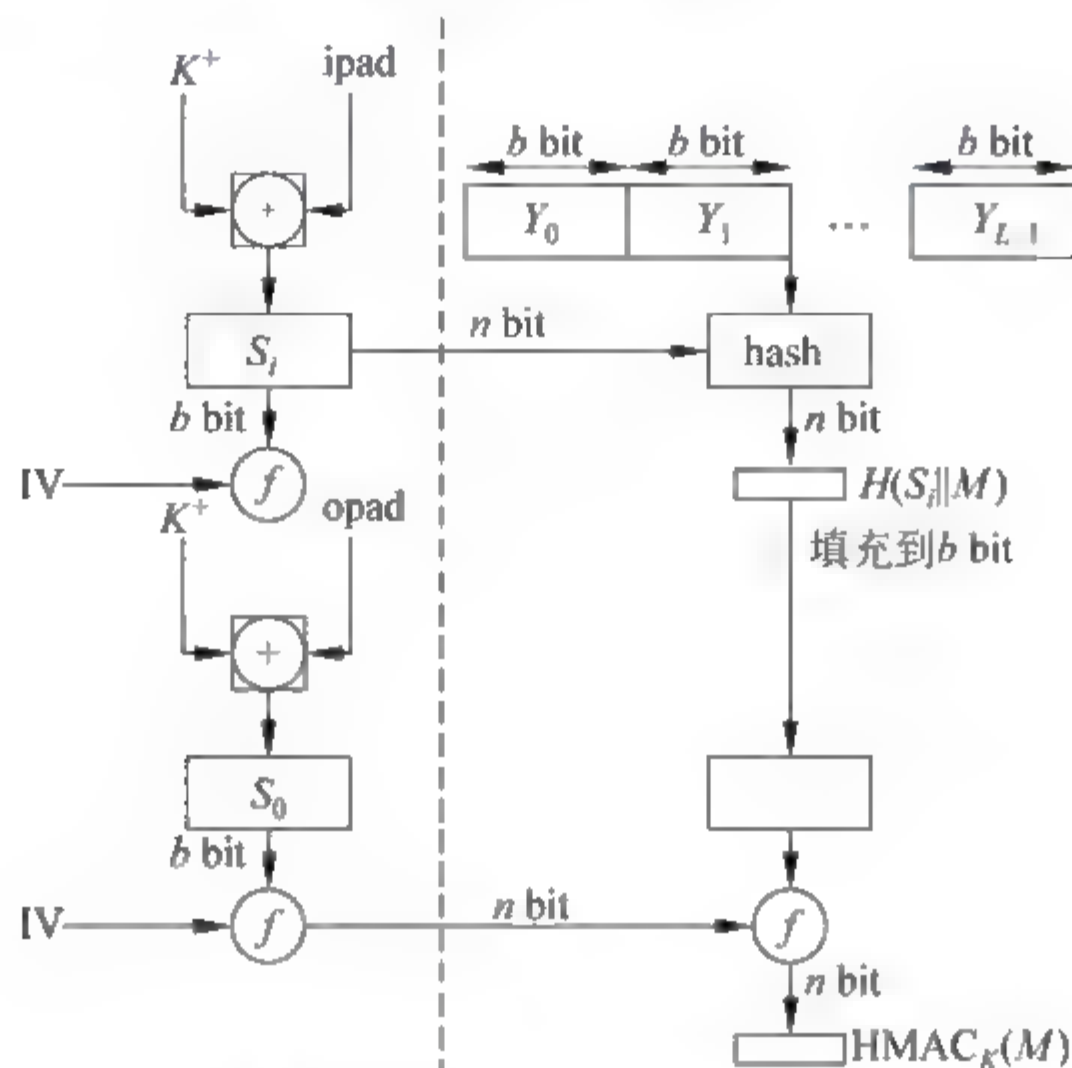 K⁺ ipad
b bit b bit b bit
+
Y₀ Y₁ ... Y_{L-1}
n bit
S_i hash
b bit n bit
IV f H(S_i||M)
K⁺ opad
填充到b bit
+
S₀
b bit
IV f n bit f
n bit
HMAC_K(M)